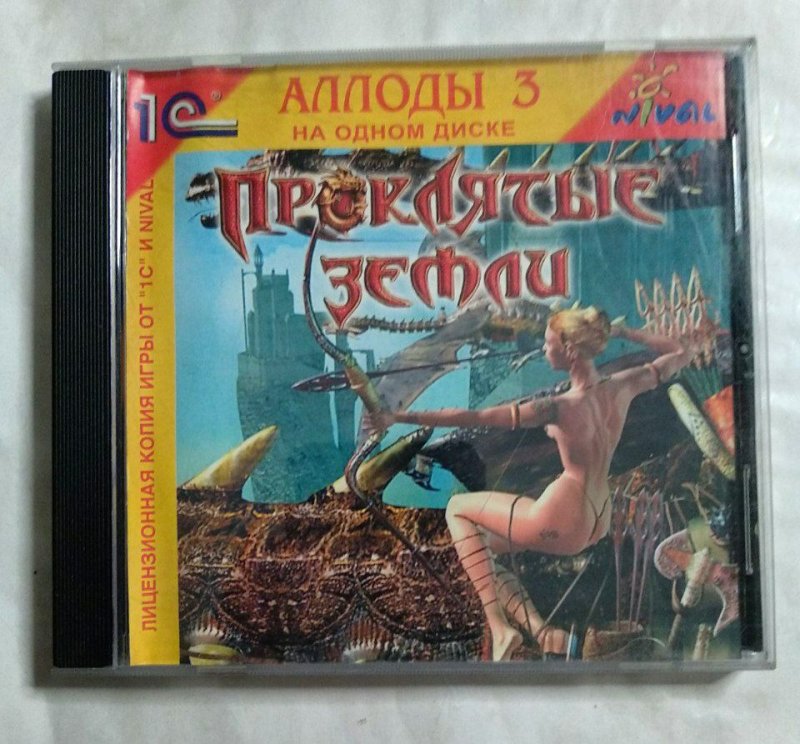 1С®
АЛЛОДЫ 3
НА ОДНОМ ДИСКЕ
NIVAL
ПРОКЛЯТЫЕ
ЗЕМЛИ
ЛИЦЕНЗИОННАЯ КОПИЯ ИГРЫ ОТ "1С" И NIVAL